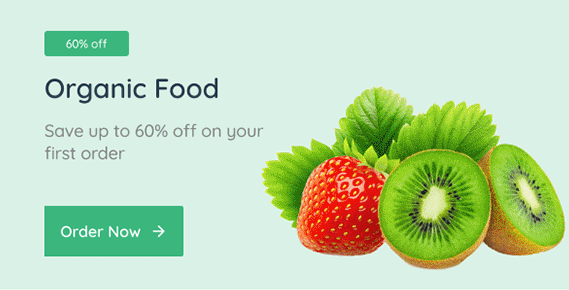 60% off
Organic Food
Save up to 60% off on your
first order
Order Now →